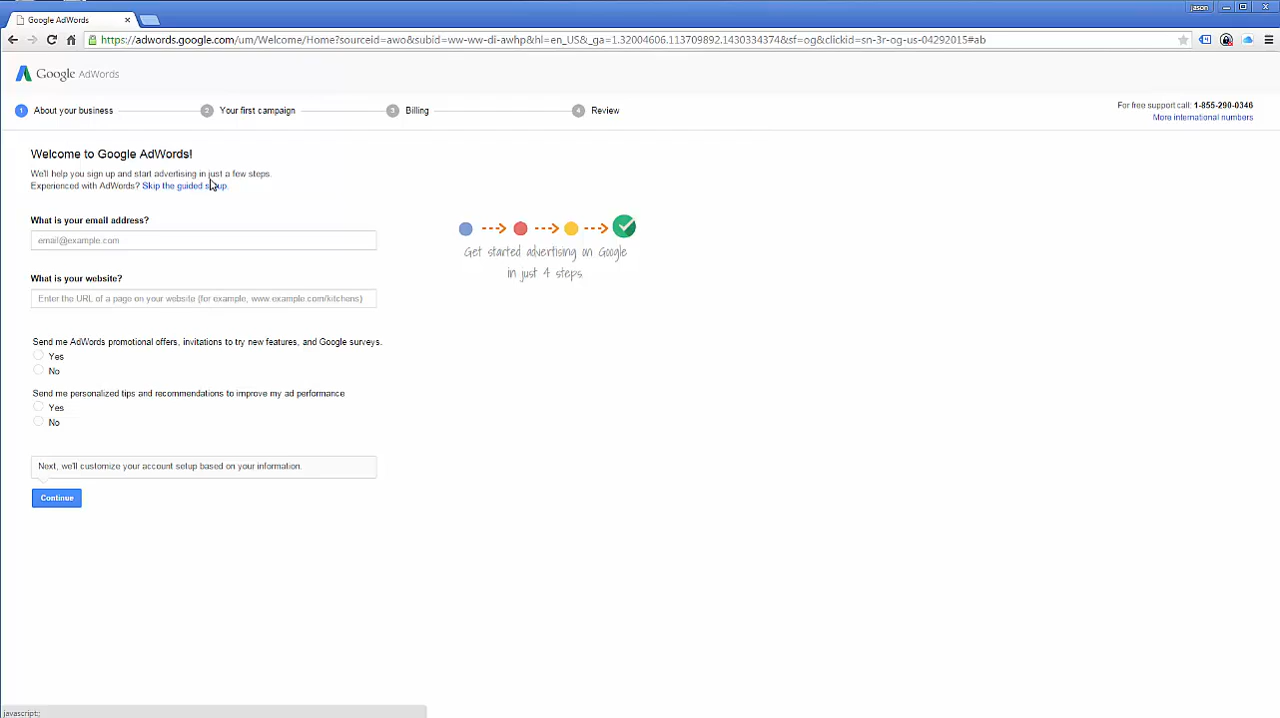 jason
Google AdWords
https://adwords.google.com/um/Welcome/Home?sourceid=awo&subid=ww-ww-di-awhp&hl=en_US&_ga=1.32004606.113709892.1430334374&sf=og&clickid=sn-3r-og-us-04292015#ab
Google AdWords
1 About your business 2 Your first campaign 3 Billing 4 Review
For free support call: 1-855-290-0346
More international numbers
Welcome to Google AdWords!
We'll help you sign up and start advertising in just a few steps.
Experienced with AdWords? Skip the guided setup.
What is your email address?
email@example.com
What is your website?
Enter the URL of a page on your website (for example, www.example.com/kitchens)
Get started advertising on Google
in just 4 steps.
Send me AdWords promotional offers, invitations to try new features, and Google surveys.
Yes
No
Send me personalized tips and recommendations to improve my ad performance
Yes
No
Next, we'll customize your account setup based on your information.
Continue
javascript:;